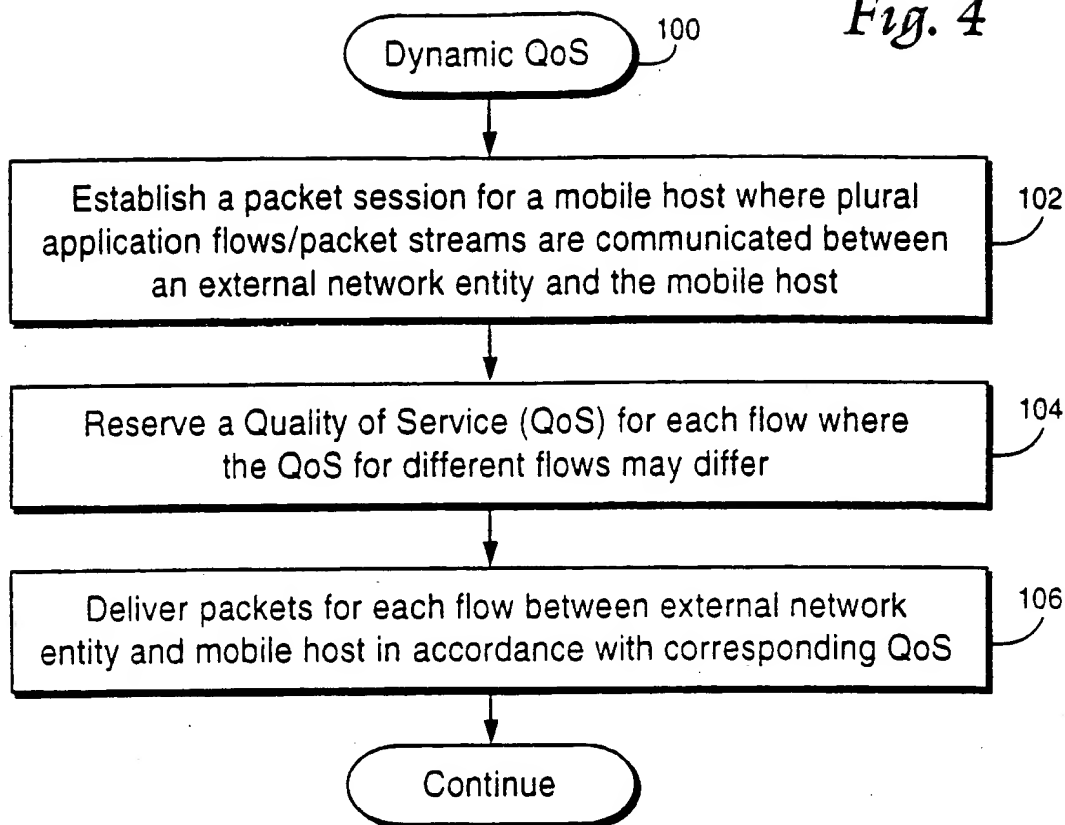 Fig. 4
Dynamic QoS
100
Establish a packet session for a mobile host where plural
application flows/packet streams are communicated between
an external network entity and the mobile host
102
Reserve a Quality of Service (QoS) for each flow where
the QoS for different flows may differ
104
Deliver packets for each flow between external network
entity and mobile host in accordance with corresponding QoS
106
Continue